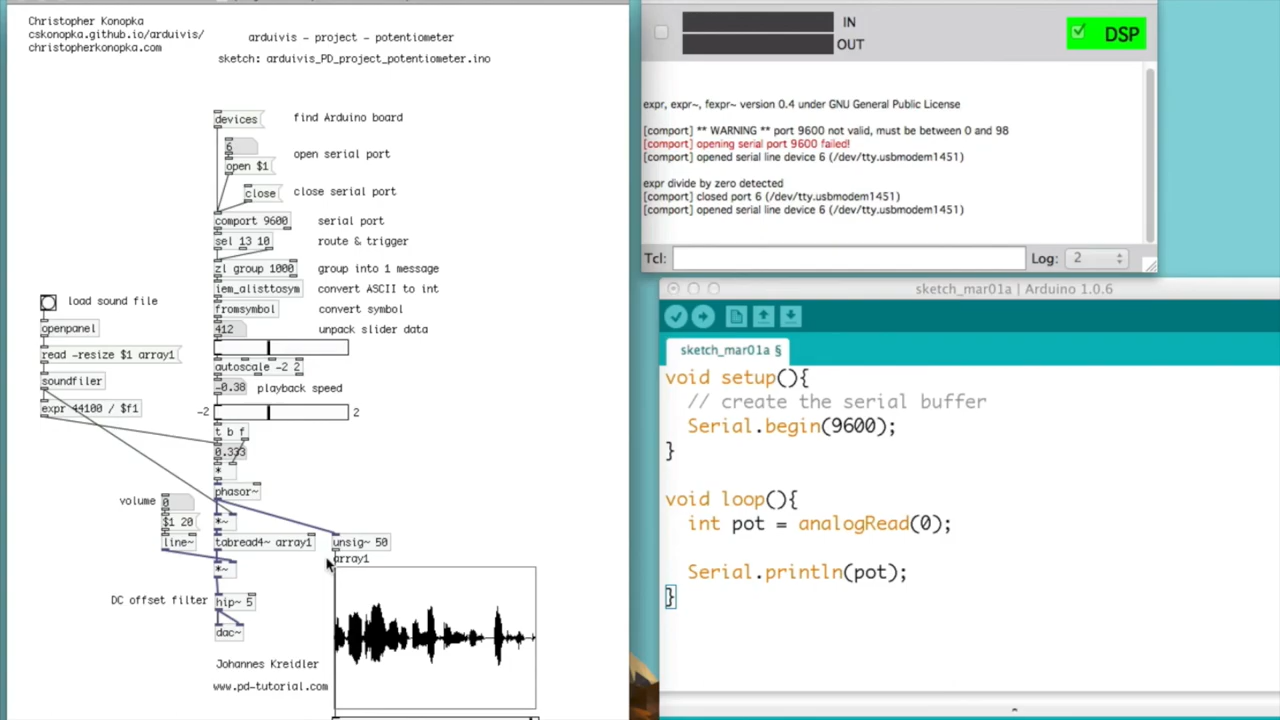 Christopher Konopka
cskonopka.github.io/arduivis/
christopherkonopka.com
arduivis - project - potentiometer
sketch: arduivis_PD_project_potentiometer.ino
devices
find Arduino board
6
open serial port
open $1
close
close serial port
comport 9600
serial port
sel 13 10
route & trigger
zl group 1000
group into 1 message
iem_alisttosym
convert ASCII to int
fromsymbol
convert symbol
412
unpack slider data
autoscale -2 2
-0.38
playback speed
-2
2
t b f
0.333
*
phasor~
load sound file
openpanel
read -resize $1 array1
soundfiler
expr 44100 / $f1
volume
0
$1 20
line~
*~
tabread4~ array1
unsig~ 50
array1
*~
DC offset filter
hip~ 5
dac~
Johannes Kreidler
www.pd-tutorial.com
IN
OUT
DSP
expr, expr~, fexpr~ version 0.4 under GNU General Public License
[comport] ** WARNING ** port 9600 not valid, must be between 0 and 98
[comport] opening serial port 9600 failed!
[comport] opened serial line device 6 (/dev/tty.usbmodem1451)
expr divide by zero detected
[comport] closed port 6 (/dev/tty.usbmodem1451)
[comport] opened serial line device 6 (/dev/tty.usbmodem1451)
Tcl:
Log: 2
sketch_mar01a | Arduino 1.0.6
sketch_mar01a §
void setup(){
// create the serial buffer
Serial.begin(9600);
}
void loop(){
int pot = analogRead(0);
Serial.println(pot);
}